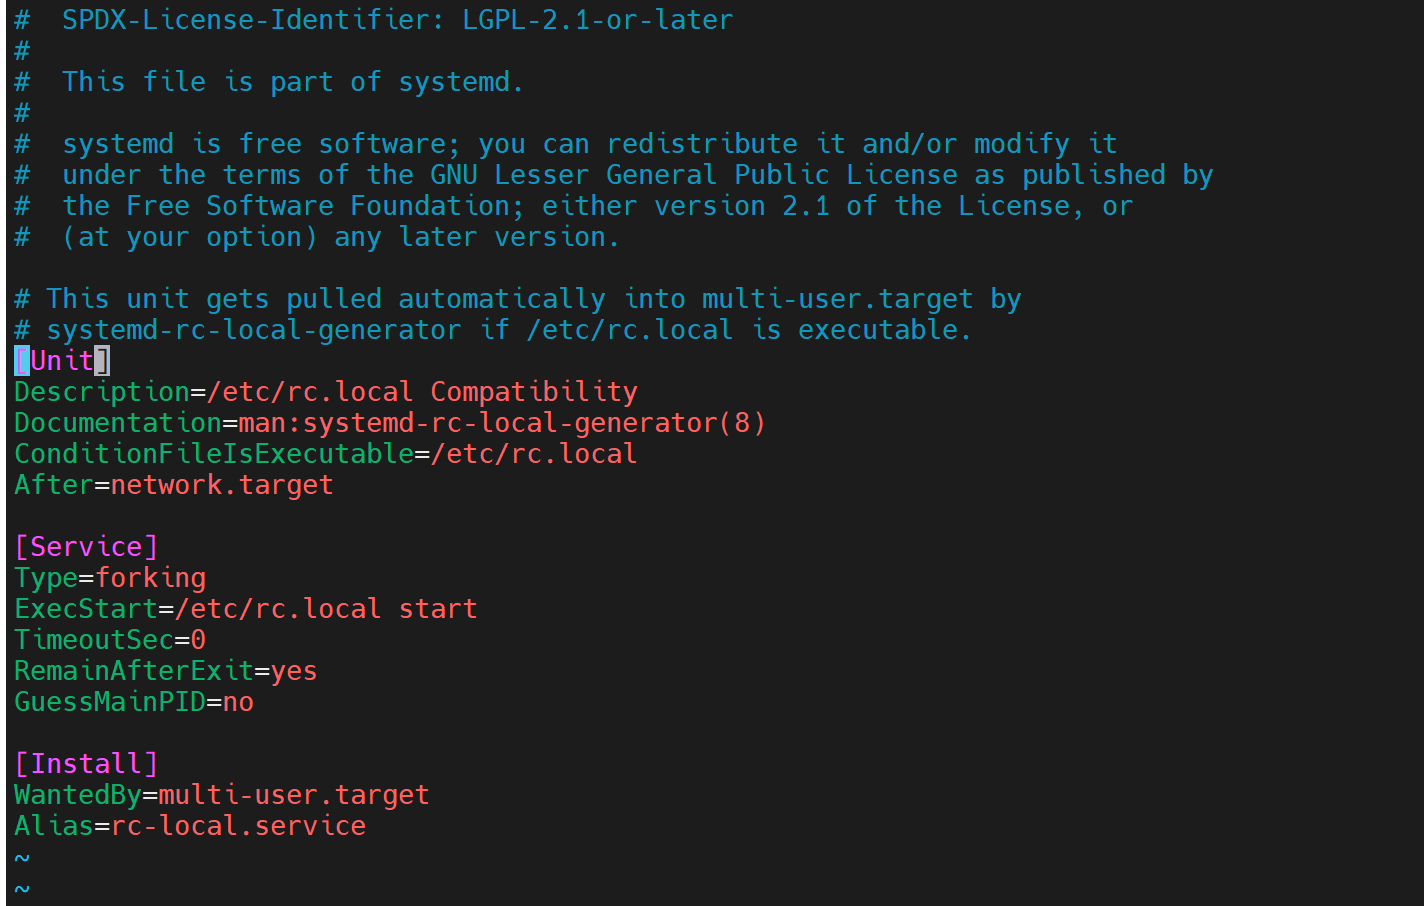 #  SPDX-License-Identifier: LGPL-2.1-or-later
#
#  This file is part of systemd.
#
#  systemd is free software; you can redistribute it and/or modify it
#  under the terms of the GNU Lesser General Public License as published by
#  the Free Software Foundation; either version 2.1 of the License, or
#  (at your option) any later version.

# This unit gets pulled automatically into multi-user.target by
# systemd-rc-local-generator if /etc/rc.local is executable.
[Unit]
Description=/etc/rc.local Compatibility
Documentation=man:systemd-rc-local-generator(8)
ConditionFileIsExecutable=/etc/rc.local
After=network.target

[Service]
Type=forking
ExecStart=/etc/rc.local start
TimeoutSec=0
RemainAfterExit=yes
GuessMainPID=no

[Install]
WantedBy=multi-user.target
Alias=rc-local.service
~
~